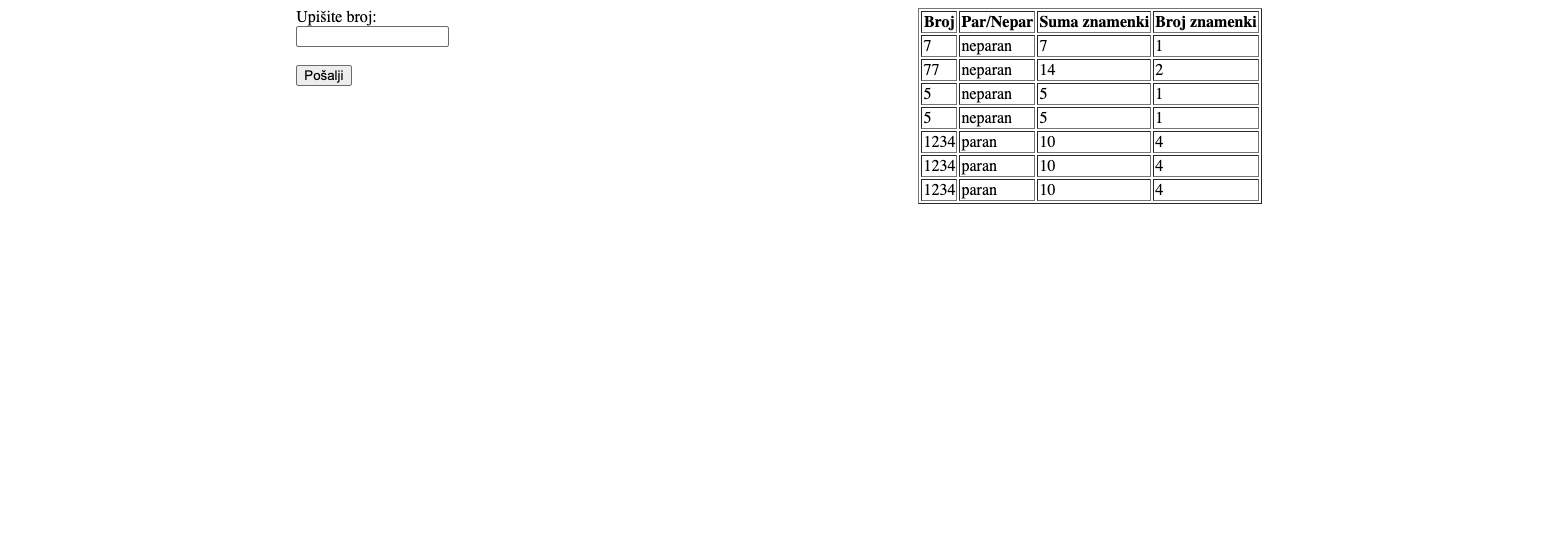 Upišite broj:
Pošalji
Broj Par/Nepar Suma znamenki Broj znamenki
7 neparan 7 1
77 neparan 14 2
5 neparan 5 1
5 neparan 5 1
1234 paran 10 4
1234 paran 10 4
1234 paran 10 4